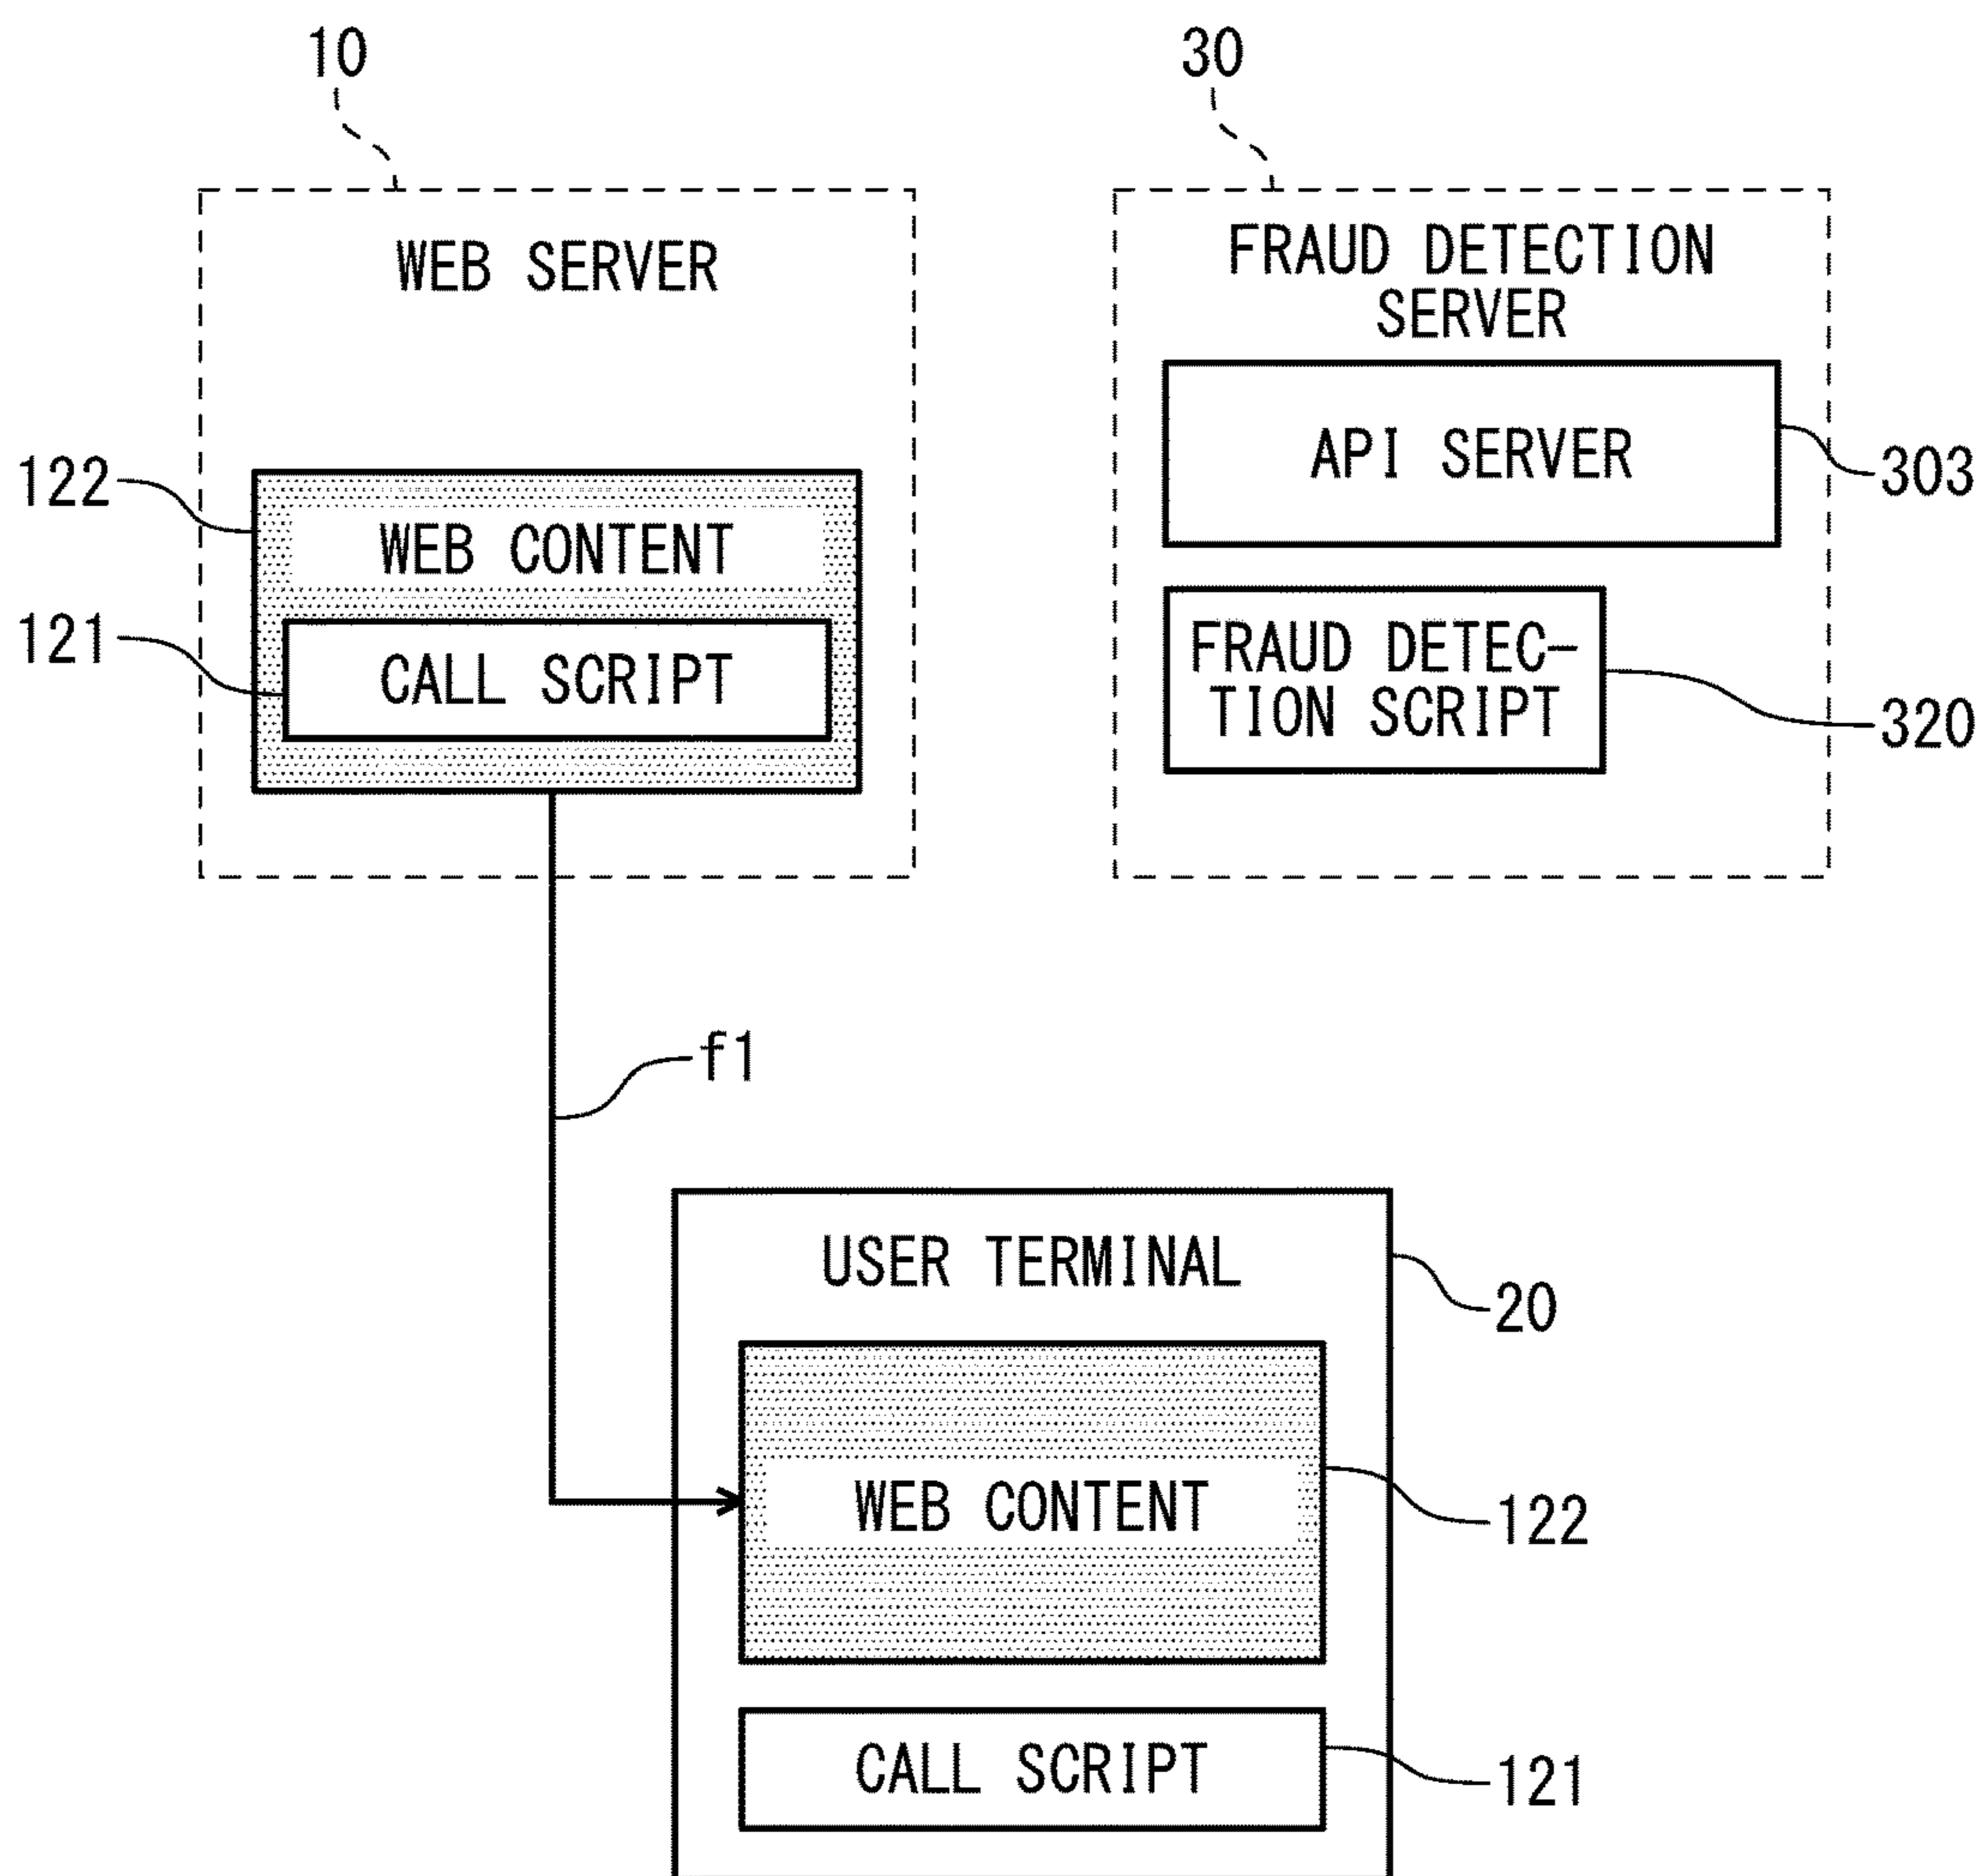 10
30
WEB SERVER
FRAUD DETECTION
SERVER
API SERVER
303
122
WEB CONTENT
121
CALL SCRIPT
FRAUD DETEC-
TION SCRIPT
320
f1
USER TERMINAL
20
WEB CONTENT
122
CALL SCRIPT
121